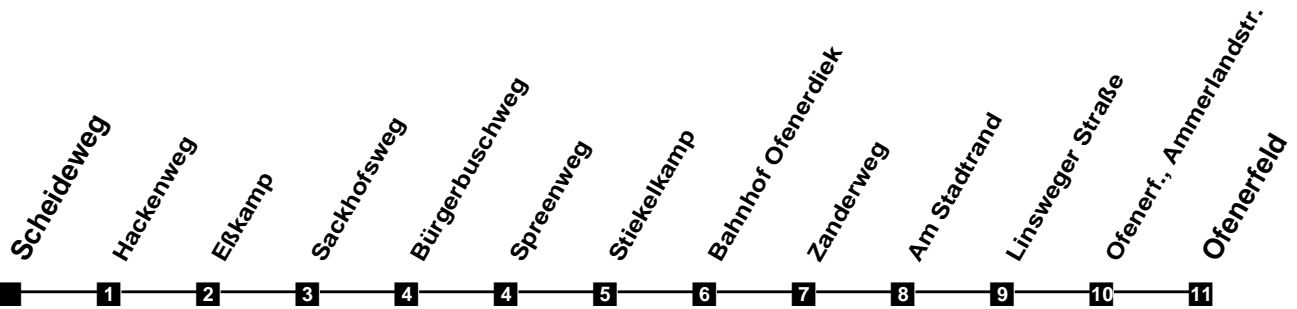 Scheideweg
Hackenweg
Eßkamp
Sackhofsweg
Bürgerbuschweg
Spreenweg
Stiekelkamp
Bahnhof Ofenerdiek
Zanderweg
Am Stadtrand
Linsweger Straße
Ofenerf., Ammerlandstr.
Ofenerfeld
1 2 3 4 4 5 6 7 8 9 10 11